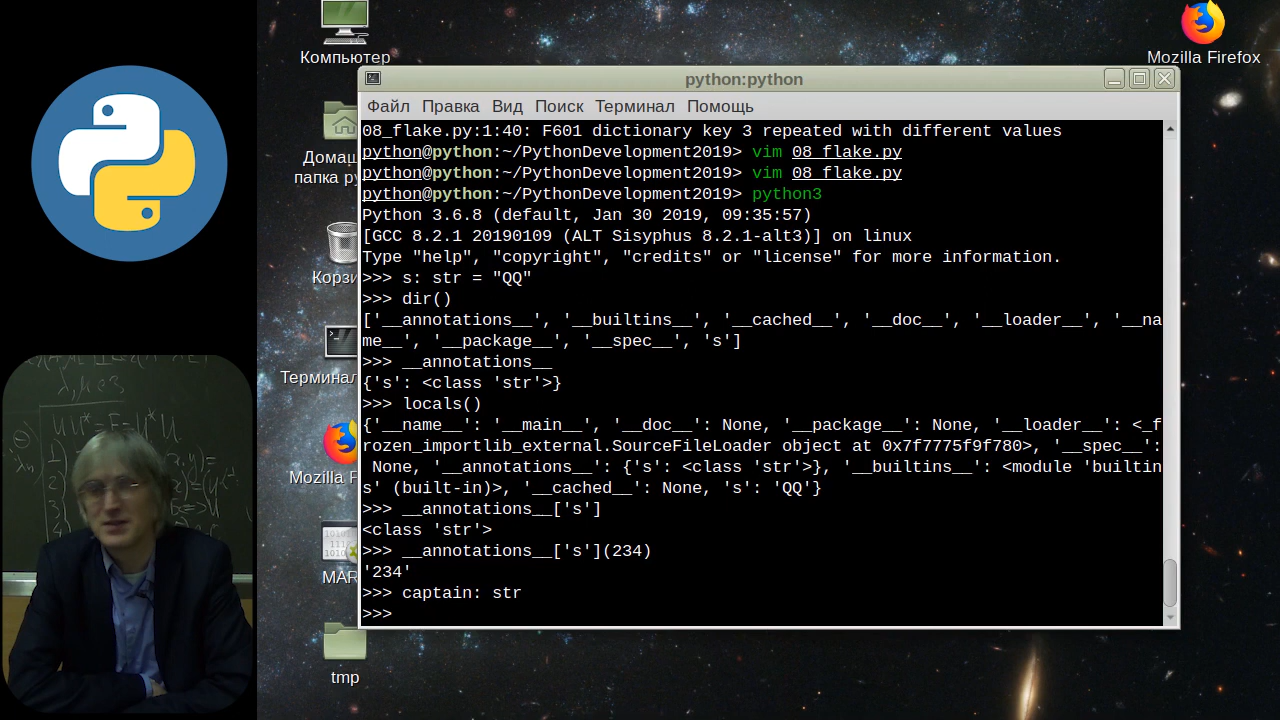 Компьютер
Mozilla Firefox
python:python
Файл Правка Вид Поиск Терминал Помощь
08_flake.py:1:40: F601 dictionary key 3 repeated with different values
python@python:~/PythonDevelopment2019> vim 08_flake.py
python@python:~/PythonDevelopment2019> vim 08_flake.py
python@python:~/PythonDevelopment2019> python3
Python 3.6.8 (default, Jan 30 2019, 09:35:57)
[GCC 8.2.1 20190109 (ALT Sisyphus 8.2.1-alt3)] on linux
Type "help", "copyright", "credits" or "license" for more information.
>>> s: str = "QQ"
>>> dir()
['__annotations__', '__builtins__', '__cached__', '__doc__', '__loader__', '__na
me__', '__package__', '__spec__', 's']
>>> __annotations__
{'s': <class 'str'>}
>>> locals()
{'__name__': '__main__', '__doc__': None, '__package__': None, '__loader__': <_f
rozen_importlib_external.SourceFileLoader object at 0x7f7775f9f780>, '__spec__':
None, '__annotations__': {'s': <class 'str'>}, '__builtins__': <module 'builtin
s' (built-in)>, '__cached__': None, 's': 'QQ'}
>>> __annotations__['s']
<class 'str'>
>>> __annotations__['s'](234)
'234'
>>> captain: str
>>>
Домаш
папка ру
Корзи
Терминал
Mozilla F
MAR
tmp